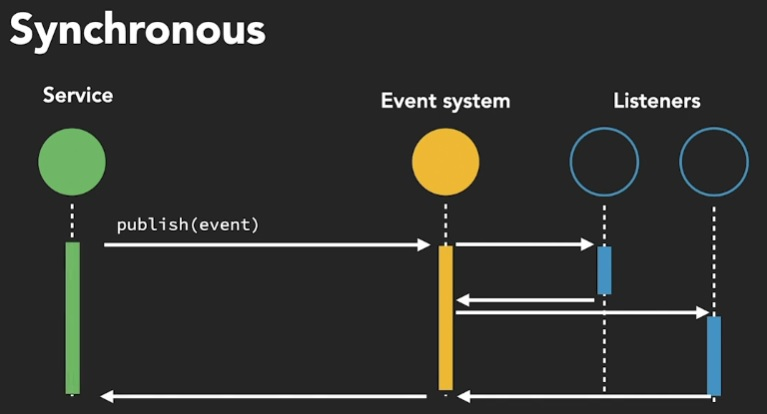 Synchronous
Service
Event system
Listeners
publish(event)